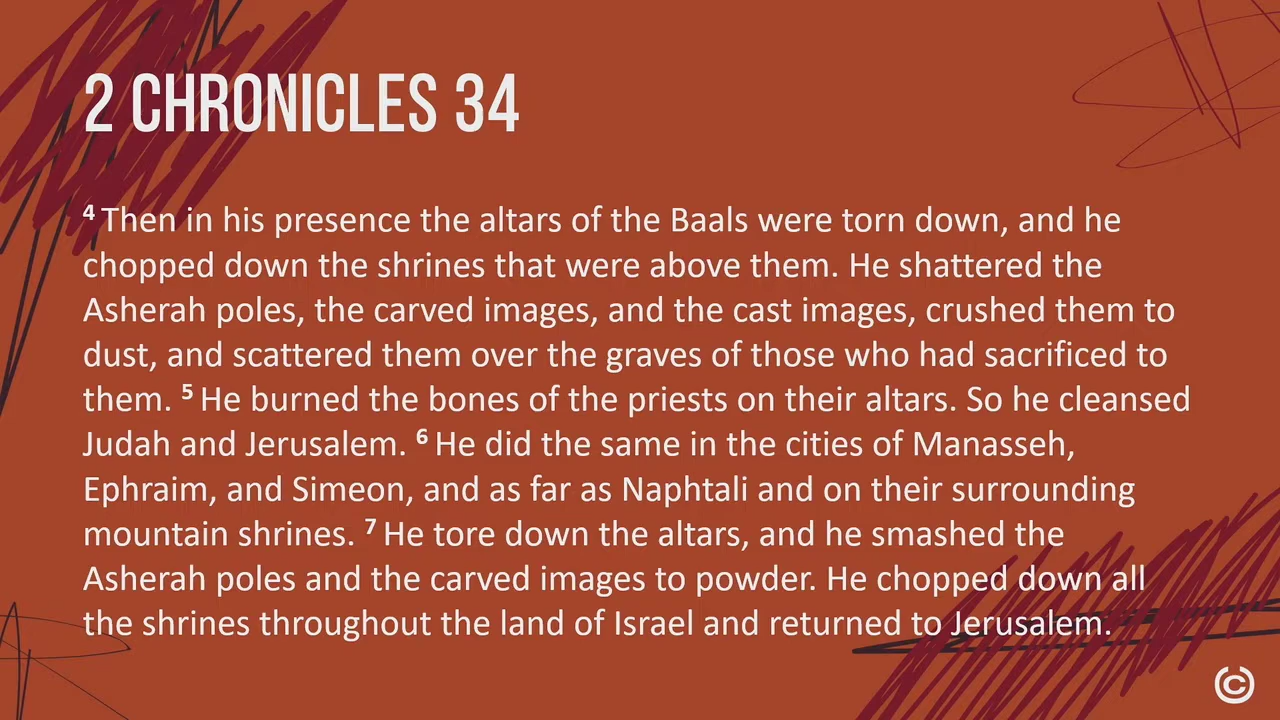 2 CHRONICLES 34
4 Then in his presence the altars of the Baals were torn down, and he
chopped down the shrines that were above them. He shattered the
Asherah poles, the carved images, and the cast images, crushed them to
dust, and scattered them over the graves of those who had sacrificed to
them. 5 He burned the bones of the priests on their altars. So he cleansed
Judah and Jerusalem. 6 He did the same in the cities of Manasseh,
Ephraim, and Simeon, and as far as Naphtali and on their surrounding
mountain shrines. 7 He tore down the altars, and he smashed the
Asherah poles and the carved images to powder. He chopped down all
the shrines throughout the land of Israel and returned to Jerusalem.